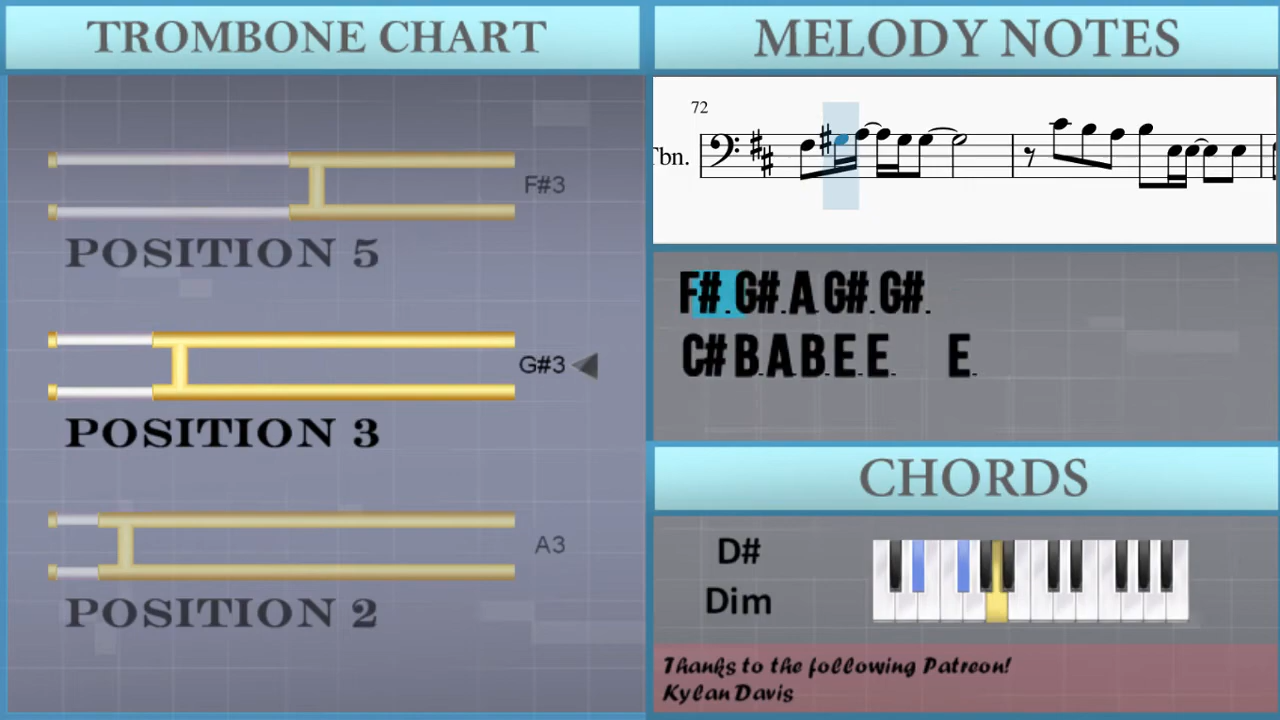 TROMBONE CHART
F#3
POSITION 5
G#3
POSITION 3
A3
POSITION 2
MELODY NOTES
72
Tbn.
F#. G#. A G#. G#.
C# B. A. B. E. E. E.
CHORDS
D#
Dim
Thanks to the following Patreon!
Kylan Davis